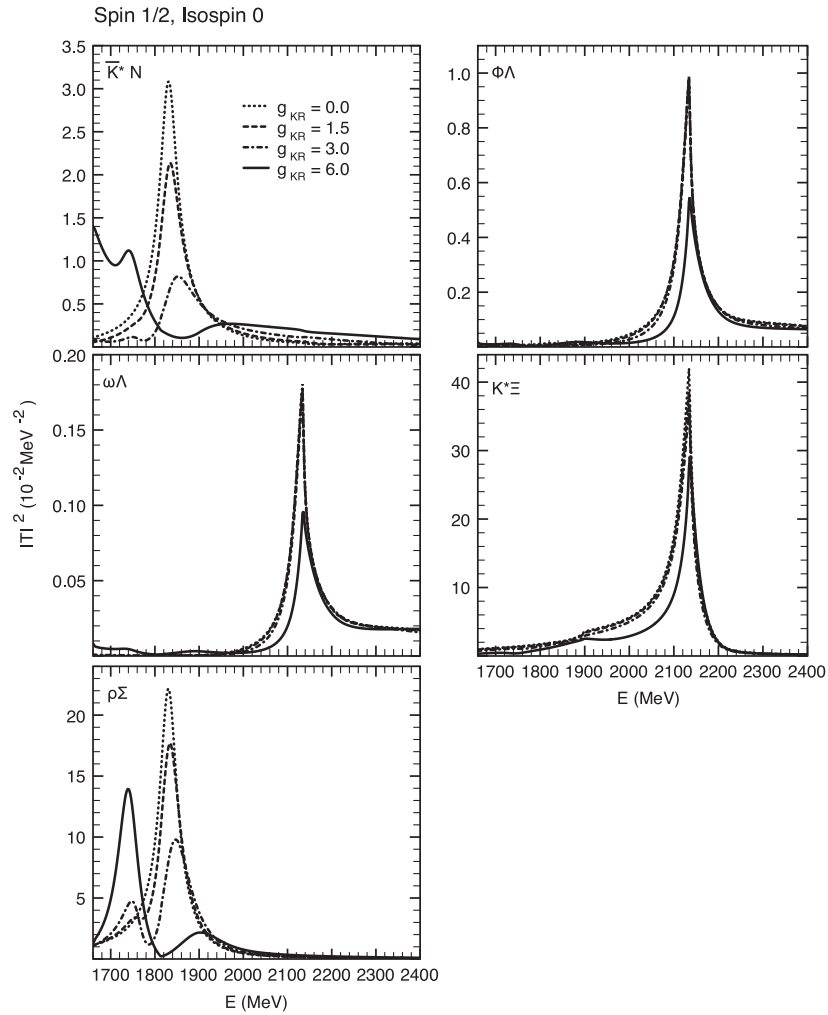 Spin 1/2, Isospin 0
K̅* N
3.5
3.0
2.5
2.0
1.5
1.0
0.5
g KR = 0.0
g KR = 1.5
g KR = 3.0
g KR = 6.0
ΦΛ
1.0
0.8
0.6
0.4
0.2
ωΛ
0.20
0.15
0.10
0.05
ITI 2 (10-2 MeV -2)
K*Ξ
40
30
20
10
1700 1800 1900 2000 2100 2200 2300 2400
E (MeV)
ρΣ
20
15
10
5
1700 1800 1900 2000 2100 2200 2300 2400
E (MeV)